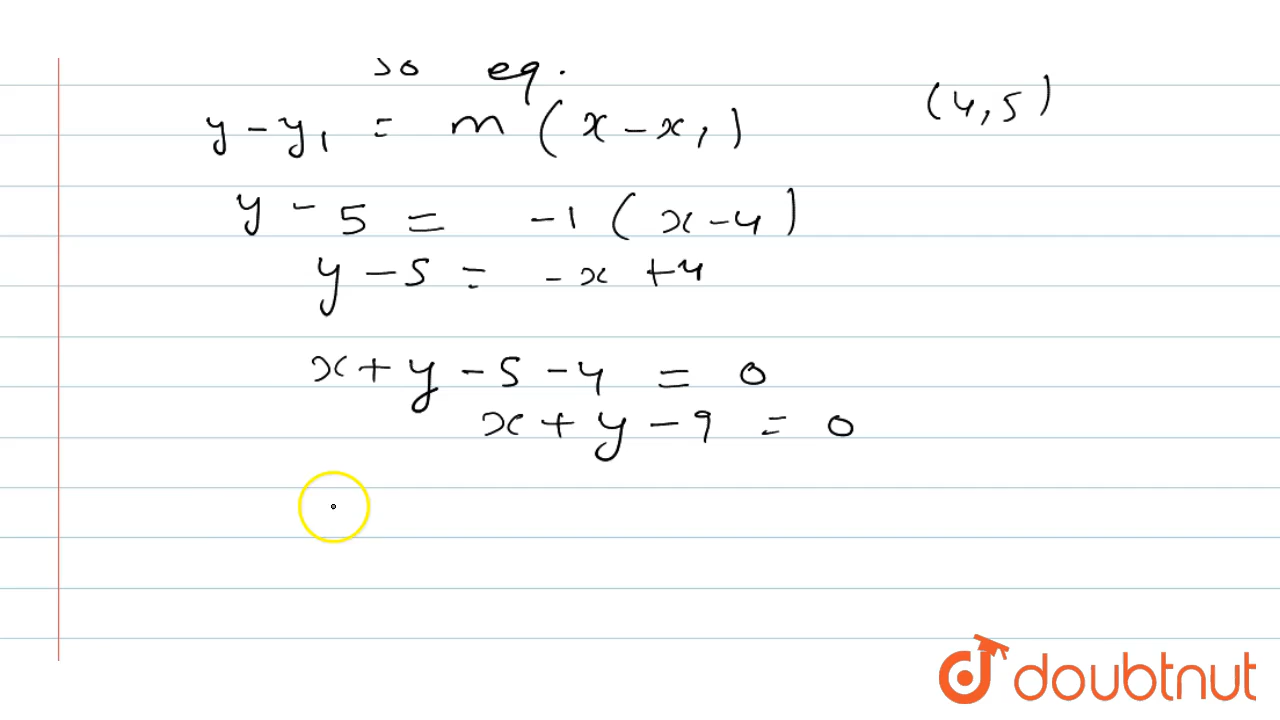 so eq.
(4,5)
y - y₁ = m (x - x₁)
y - 5 = -1 (x-4)
y - 5 = -x +4
x + y - 5 - 4 = 0
x + y - 9 = 0
doubtnut